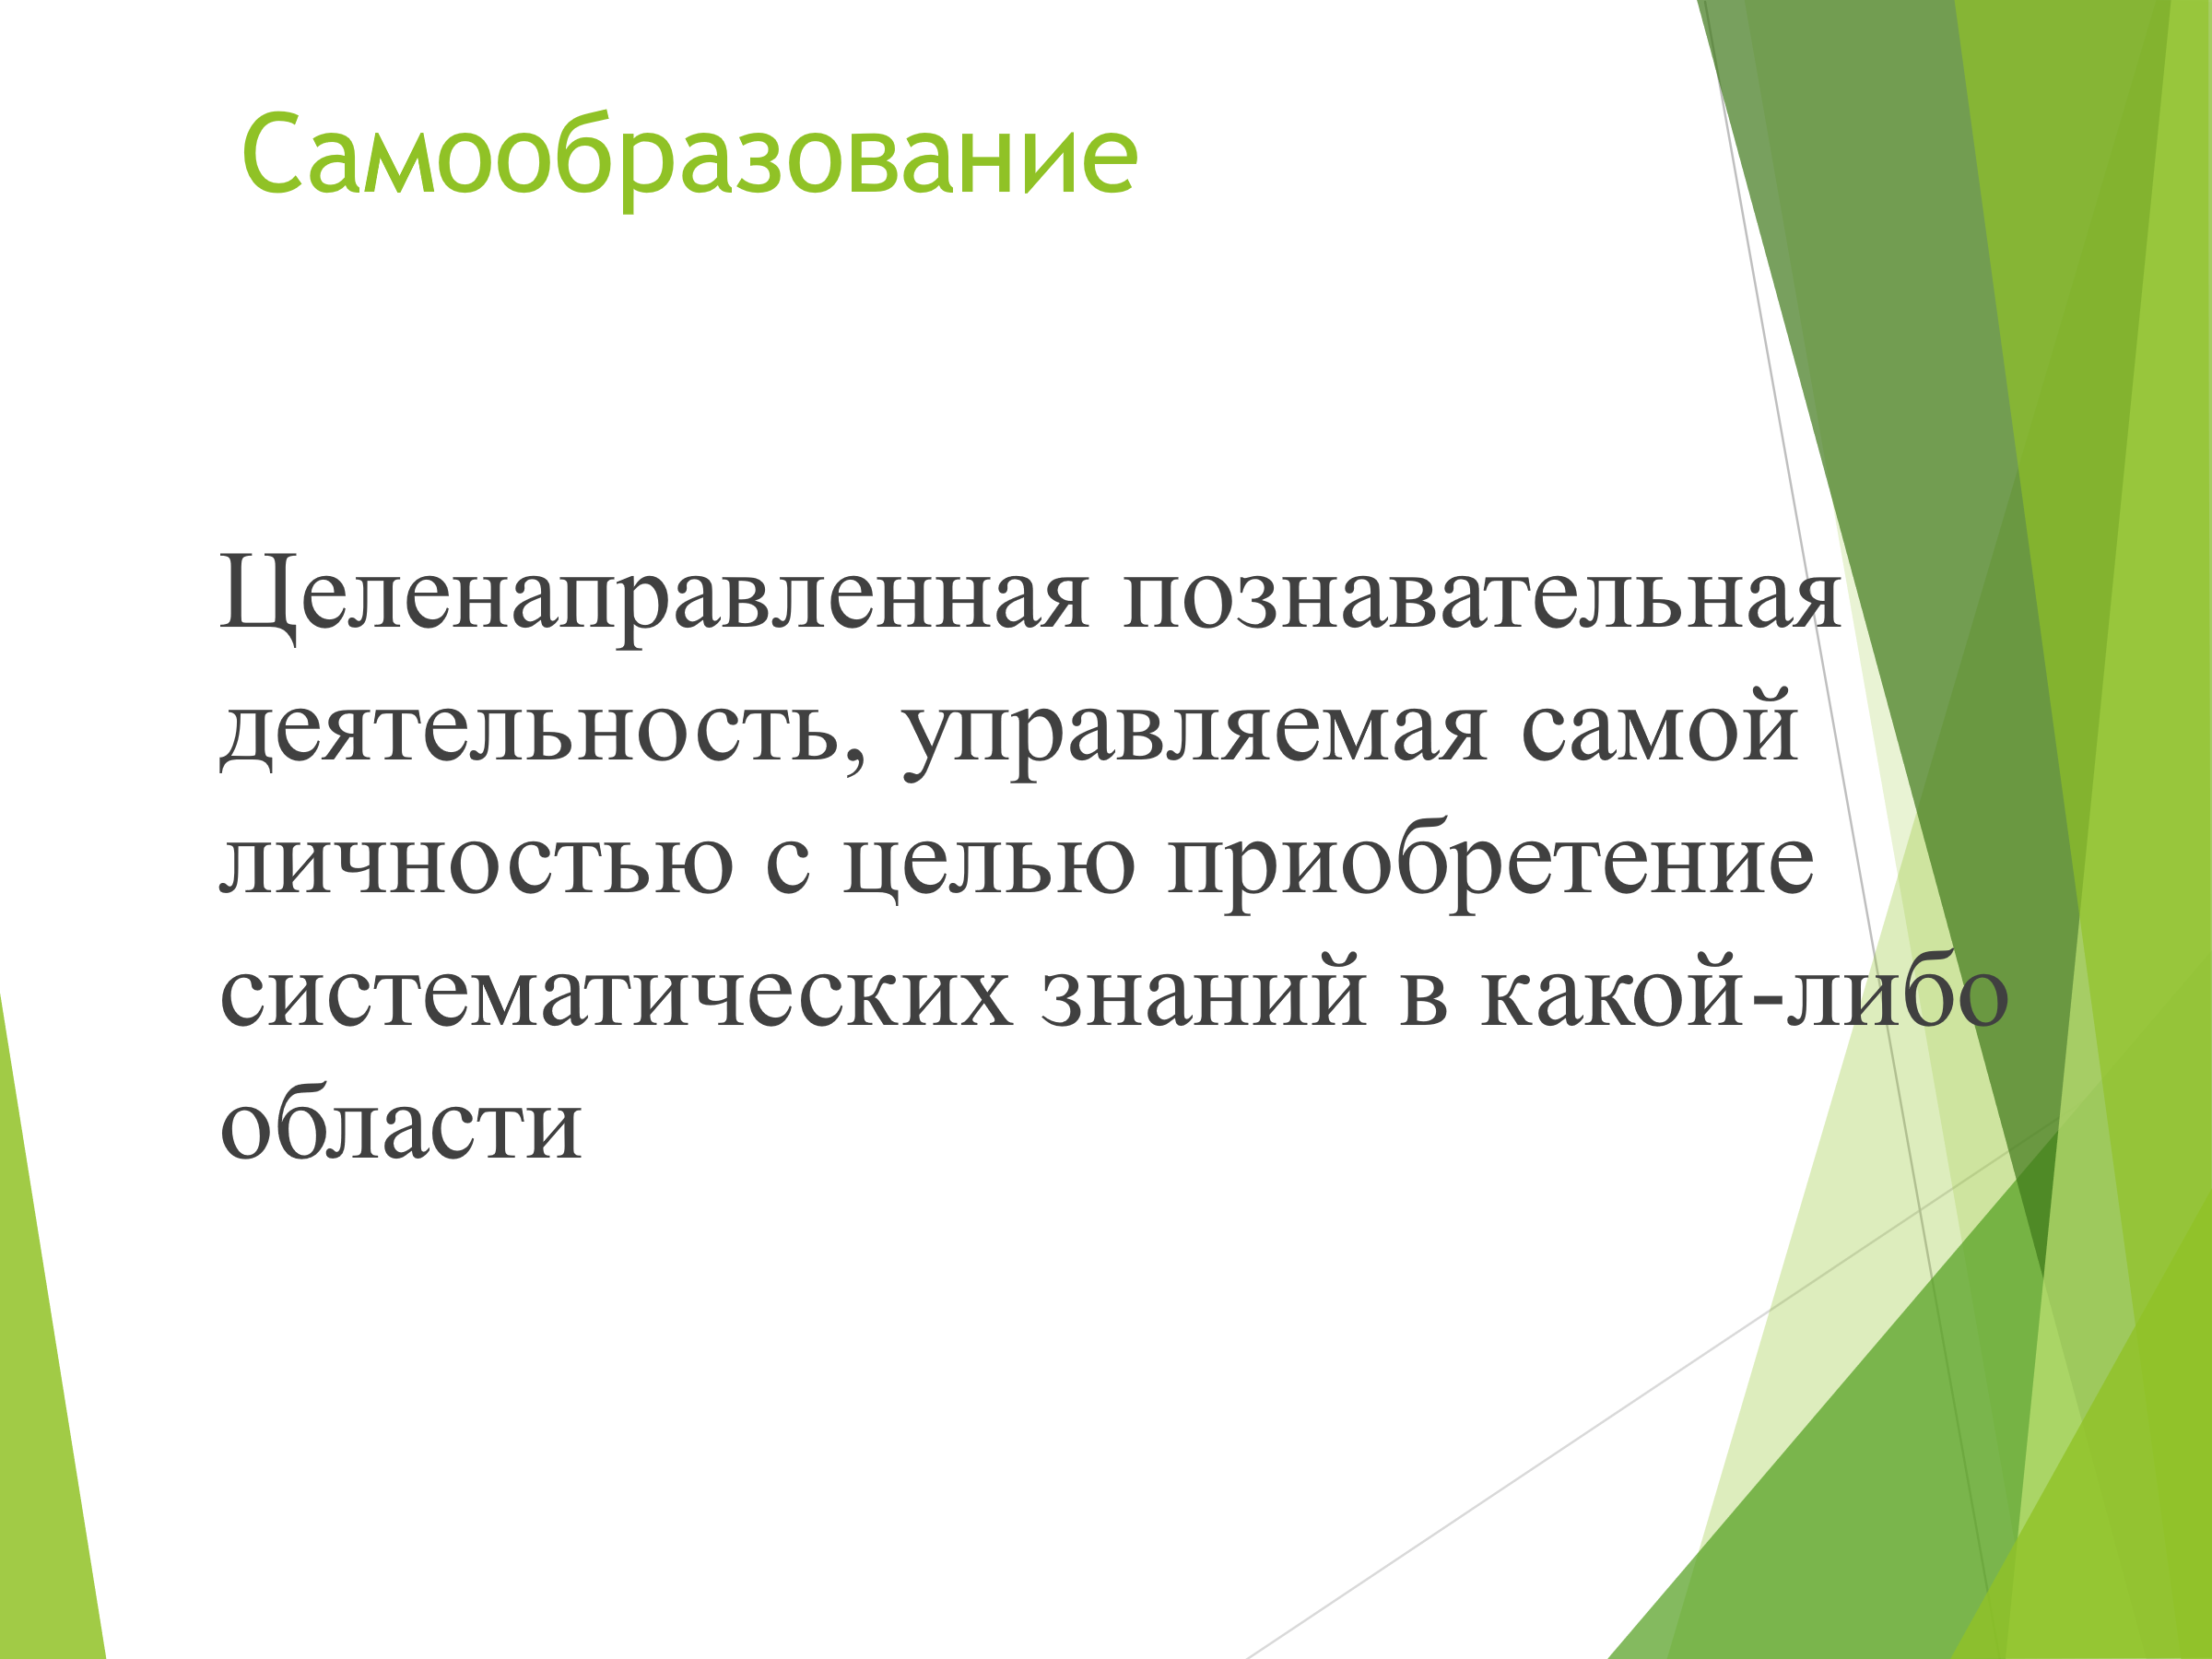 Самообразование
Целенаправленная познавательная
деятельность, управляемая самой
личностью с целью приобретение
систематических знаний в какой-либо
области